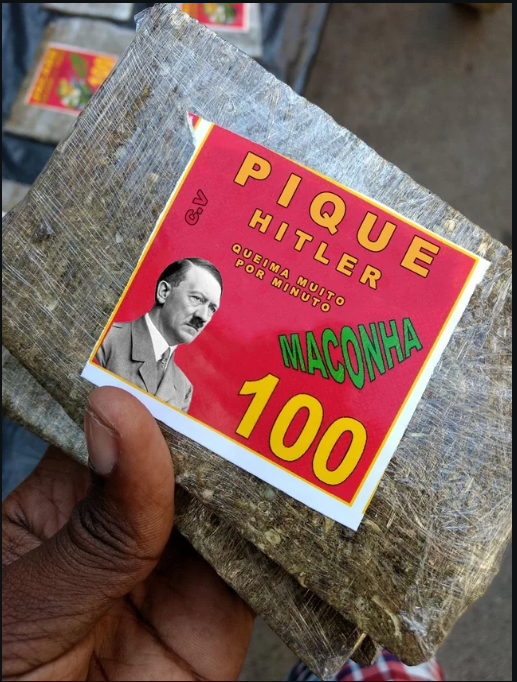 PIQUE
HITLER
C.V
QUEIMA MUITO
POR MINUTO
MACONHA
100